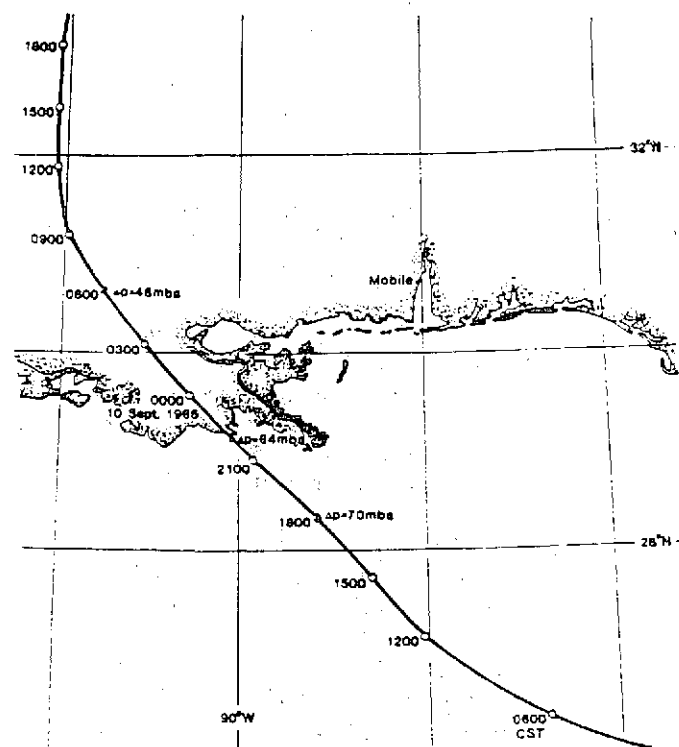 1800
1500
32°N
1200
0900
Mobile
0600 Δp=46mbs
0300
0000
10 Sept. 1965
Δp=64mbs
2100
1800 Δp=70mbs
28°N
1500
1200
90°W
0600
CST